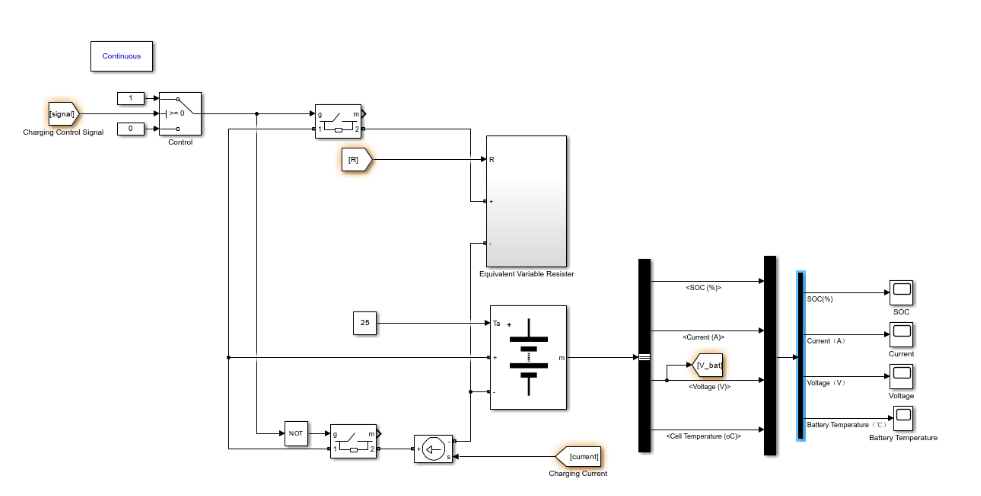 Continuous
1
[signal]
>= 0
Charging Control Signal
0
Control
g
m
1
2
[R]
R
+
-
Equivalent Variable Resister
<SOC (%)>
SOC(%)
SOC
25
Ta
+
<Current (A)>
Current（A）
Current
+
m
[V_bat]
<Voltage (V)>
Voltage（V）
Voltage
-
Battery Temperature（℃）
<Cell Temperature (oC)>
Battery Temperature
NOT
g
m
1
2
+
-
s
[current]
Charging Current